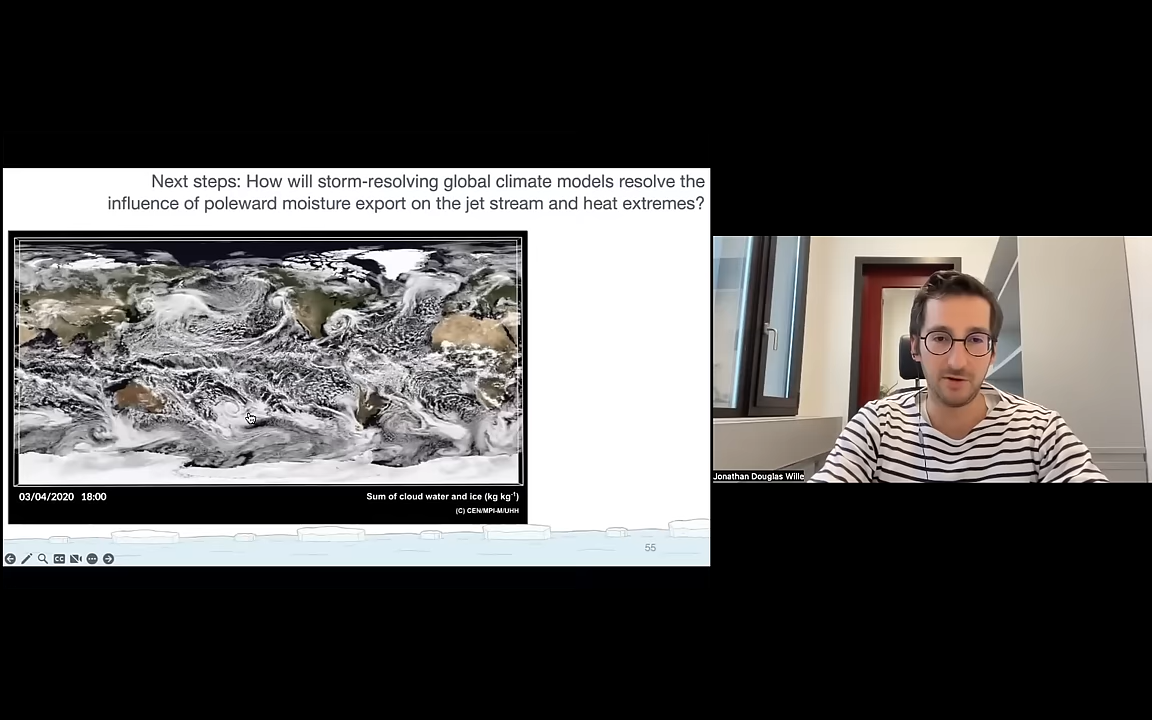 Next steps: How will storm-resolving global climate models resolve the
influence of poleward moisture export on the jet stream and heat extremes?
03/04/2020 18:00
Sum of cloud water and ice (kg kg⁻¹)
(C) CEN/MPI-M/UHH
55
CC
Jonathan Douglas Wille